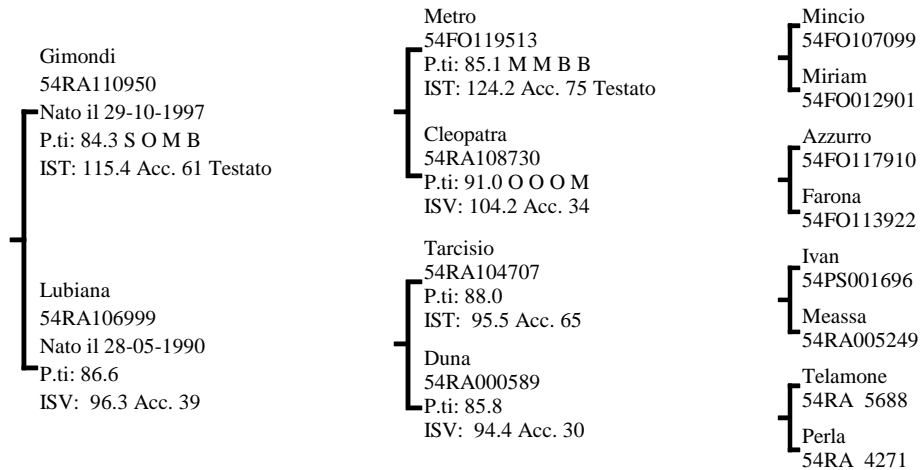 Gimondi
54RA110950
Nato il 29-10-1997
P.ti: 84.3 S O M B
IST: 115.4 Acc. 61 Testato
Lubiana
54RA106999
Nato il 28-05-1990
P.ti: 86.6
ISV:  96.3 Acc. 39
Metro
54FO119513
P.ti: 85.1 M M B B
IST: 124.2 Acc. 75 Testato
Cleopatra
54RA108730
P.ti: 91.0 O O O M
ISV: 104.2 Acc. 34
Tarcisio
54RA104707
P.ti: 88.0
IST:  95.5 Acc. 65
Duna
54RA000589
P.ti: 85.8
ISV:  94.4 Acc. 30
Mincio
54FO107099
Miriam
54FO012901
Azzurro
54FO117910
Farona
54FO113922
Ivan
54PS001696
Meassa
54RA005249
Telamone
54RA  5688
Perla
54RA  4271